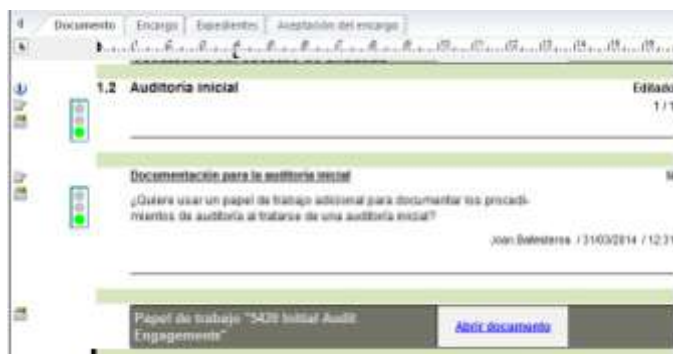 Documento Encargo Expedientes Aceptación del encargo
1.2 Auditoría inicial
Editado
1 / 1
Documentación para la auditoría inicial
¿Quiere usar un papel de trabajo adicional para documentar los procedi-
mientos de auditoría al tratarse de una auditoría inicial?
Joan Ballesteros / 31/03/2014 / 12:31
Papel de trabajo "5420 Initial Audit
Engagements"
Abrir documento